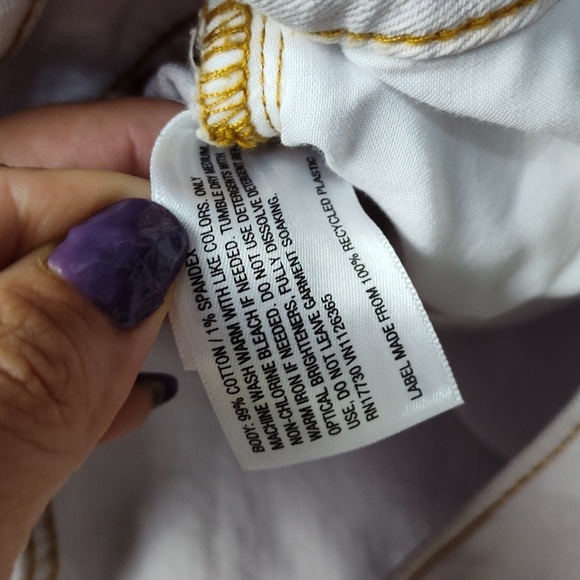 BODY: 99% COTTON / 1% SPANDEX
MACHINE WASH WARM WITH LIKE COLORS. ONLY
NON-CHLORINE BLEACH IF NEEDED. TUMBLE DRY MEDIUM.
WARM IRON IF NEEDED. DO NOT USE DETERGENTS WITH
OPTICAL BRIGHTENERS, FULLY DISSOLVE DETERGENT
USE, DO NOT LEAVE GARMENT SOAKING.
RN17730 VN1126365
LABEL MADE FROM 100% RECYCLED PLASTIC